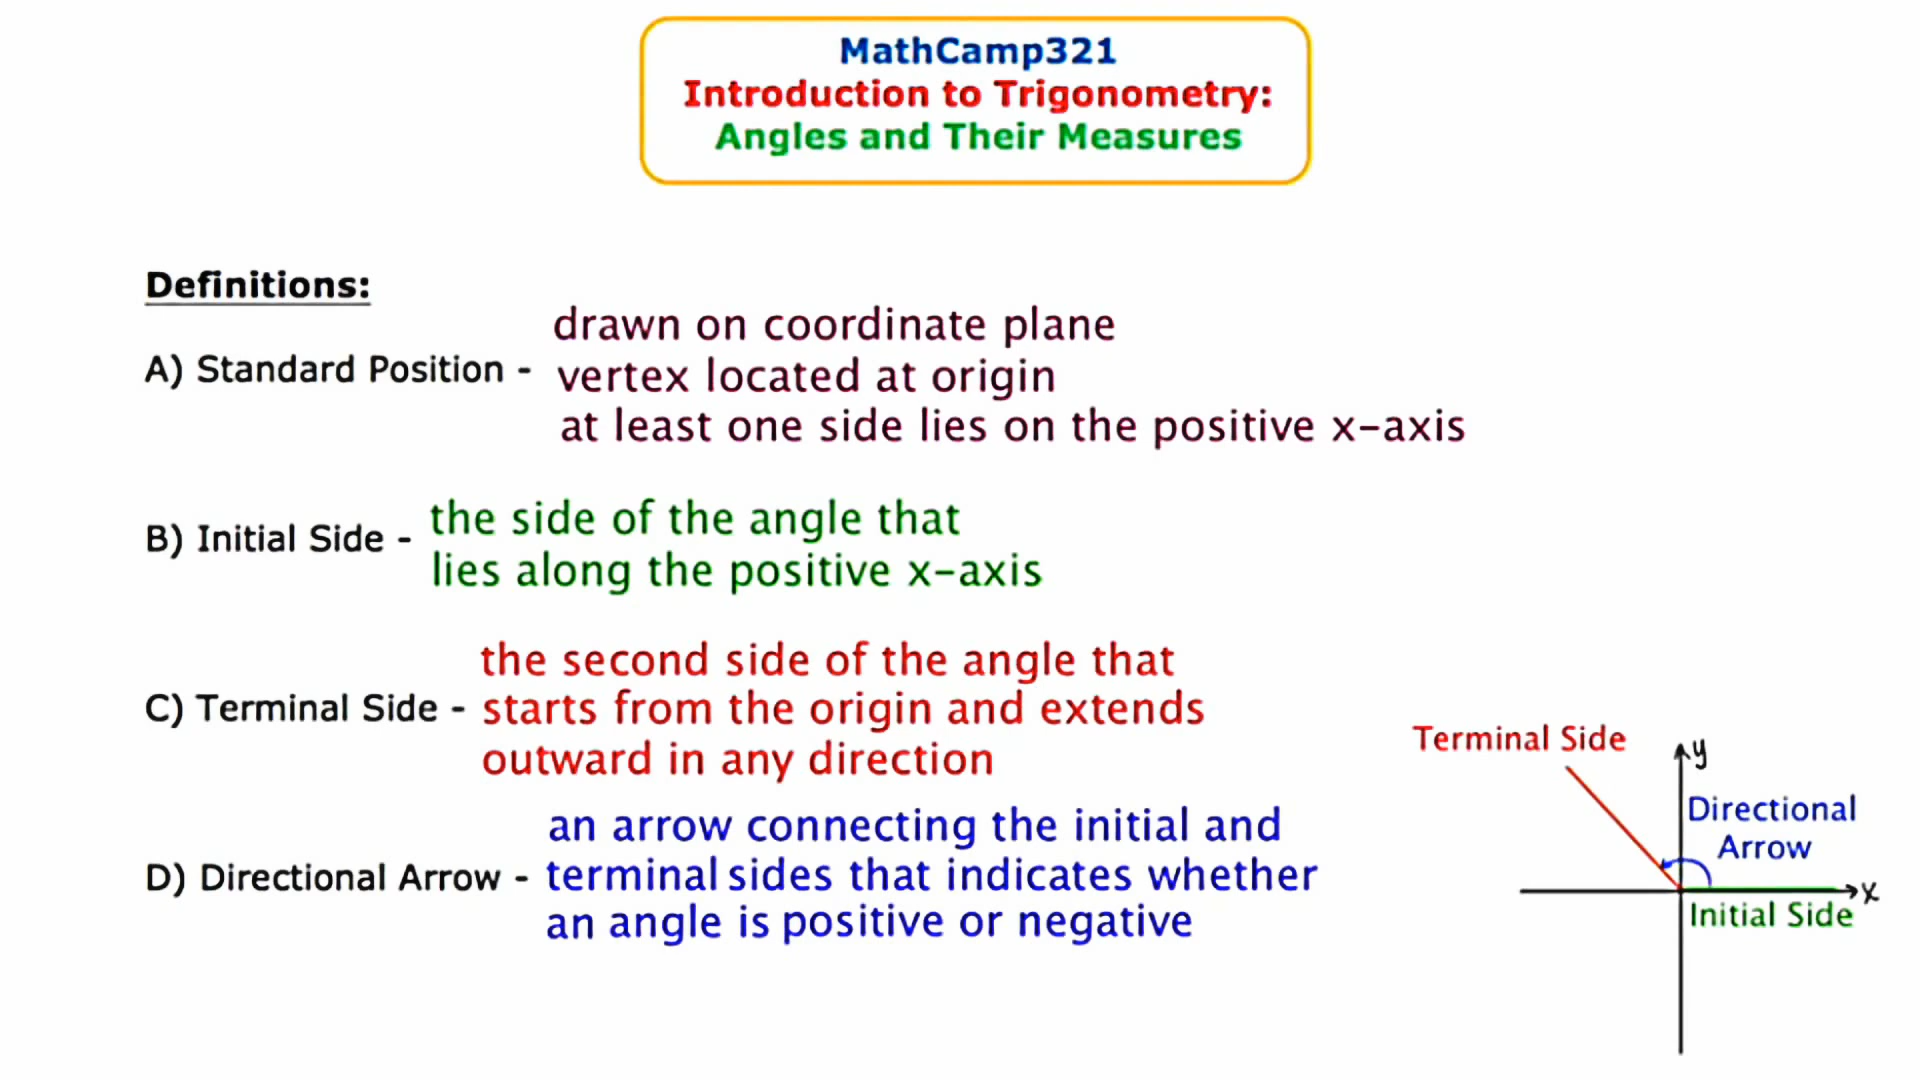 MathCamp321
Introduction to Trigonometry:
Angles and Their Measures
Definitions:
A) Standard Position - drawn on coordinate plane
vertex located at origin
at least one side lies on the positive x-axis
B) Initial Side - the side of the angle that
lies along the positive x-axis
C) Terminal Side - the second side of the angle that
starts from the origin and extends
outward in any direction
D) Directional Arrow - an arrow connecting the initial and
terminal sides that indicates whether
an angle is positive or negative
Terminal Side
y
Directional
Arrow
x
Initial Side